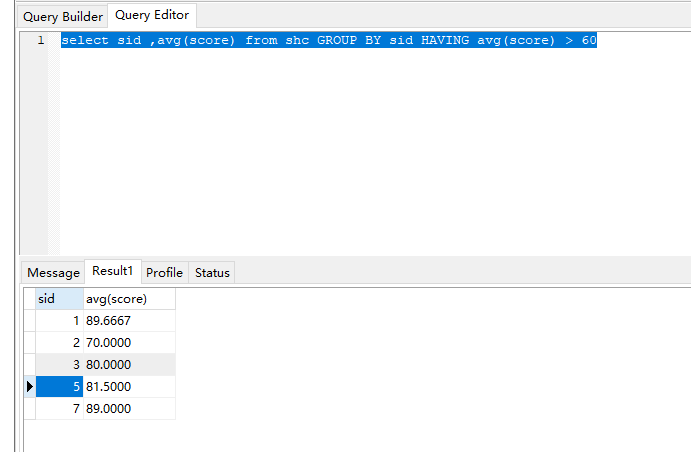 Query Builder Query Editor
1 select sid ,avg(score) from shc GROUP BY sid HAVING avg(score) > 60
Message Result1 Profile Status
sid avg(score)
1 89.6667
2 70.0000
3 80.0000
5 81.5000
7 89.0000